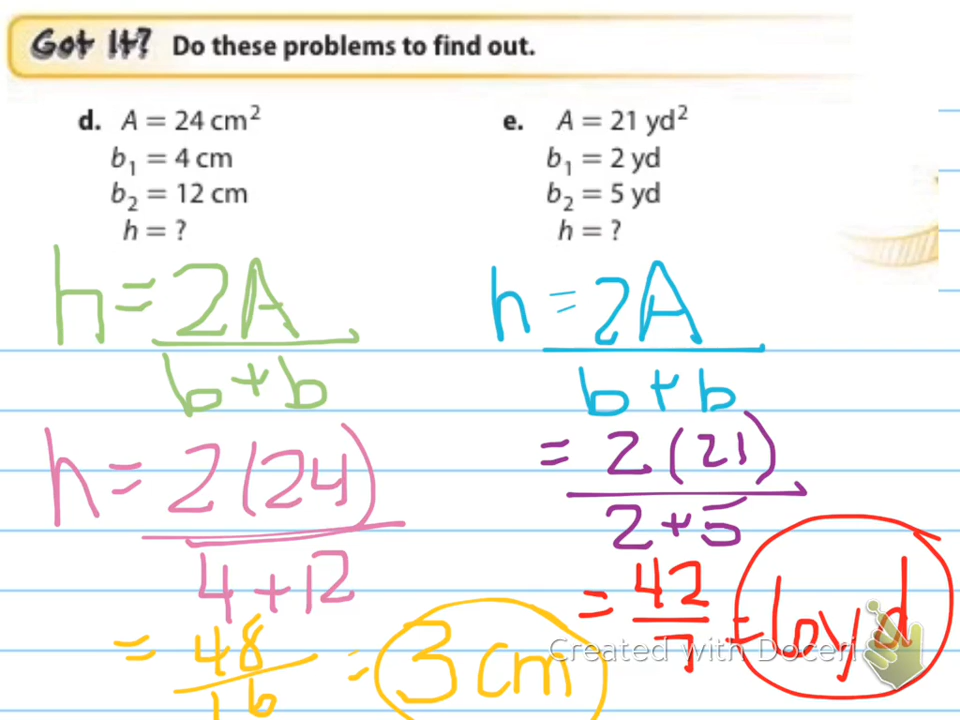 Got It? Do these problems to find out.
d. A = 24 cm²
b₁ = 4 cm
b₂ = 12 cm
h = ?
h = 2A
b + b
h = 2(24)
4 + 12
= 48
16
= 3 cm
e. A = 21 yd²
b₁ = 2 yd
b₂ = 5 yd
h = ?
h = 2A
b + b
= 2(21)
2 + 5
= 42
7
= 6 yd
Created with Doceri